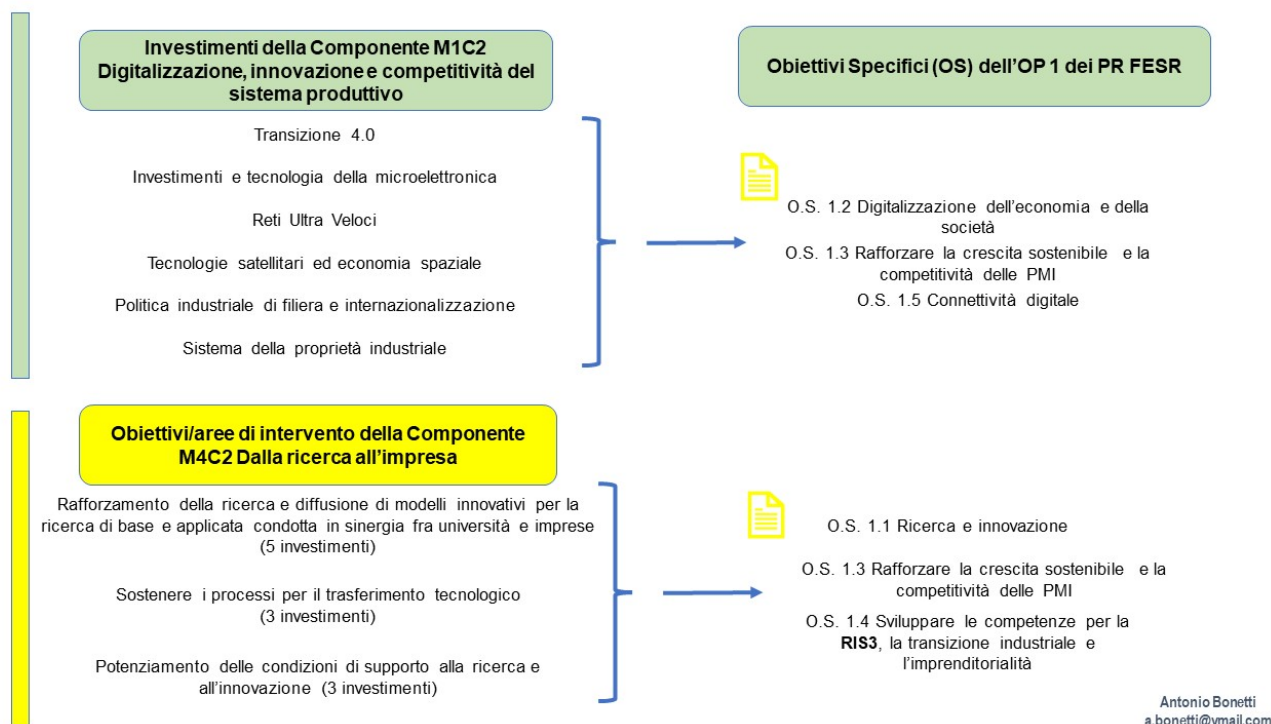 Investimenti della Componente M1C2
Digitalizzazione, innovazione e competitività del
sistema produttivo
Transizione 4.0
Investimenti e tecnologia della microelettronica
Reti Ultra Veloci
Tecnologie satellitari ed economia spaziale
Politica industriale di filiera e internazionalizzazione
Sistema della proprietà industriale
Obiettivi Specifici (OS) dell’OP 1 dei PR FESR
O.S. 1.2 Digitalizzazione dell’economia e della
società
O.S. 1.3 Rafforzare la crescita sostenibile e la
competitività delle PMI
O.S. 1.5 Connettività digitale
Obiettivi/aree di intervento della Componente
M4C2 Dalla ricerca all’impresa
Rafforzamento della ricerca e diffusione di modelli innovativi per la
ricerca di base e applicata condotta in sinergia fra università e imprese
(5 investimenti)
Sostenere i processi per il trasferimento tecnologico
(3 investimenti)
Potenziamento delle condizioni di supporto alla ricerca e
all’innovazione (3 investimenti)
O.S. 1.1 Ricerca e innovazione
O.S. 1.3 Rafforzare la crescita sostenibile e la
competitività delle PMI
O.S. 1.4 Sviluppare le competenze per la
RIS3, la transizione industriale e
l’imprenditorialità
Antonio Bonetti
a.bonetti@ymail.com